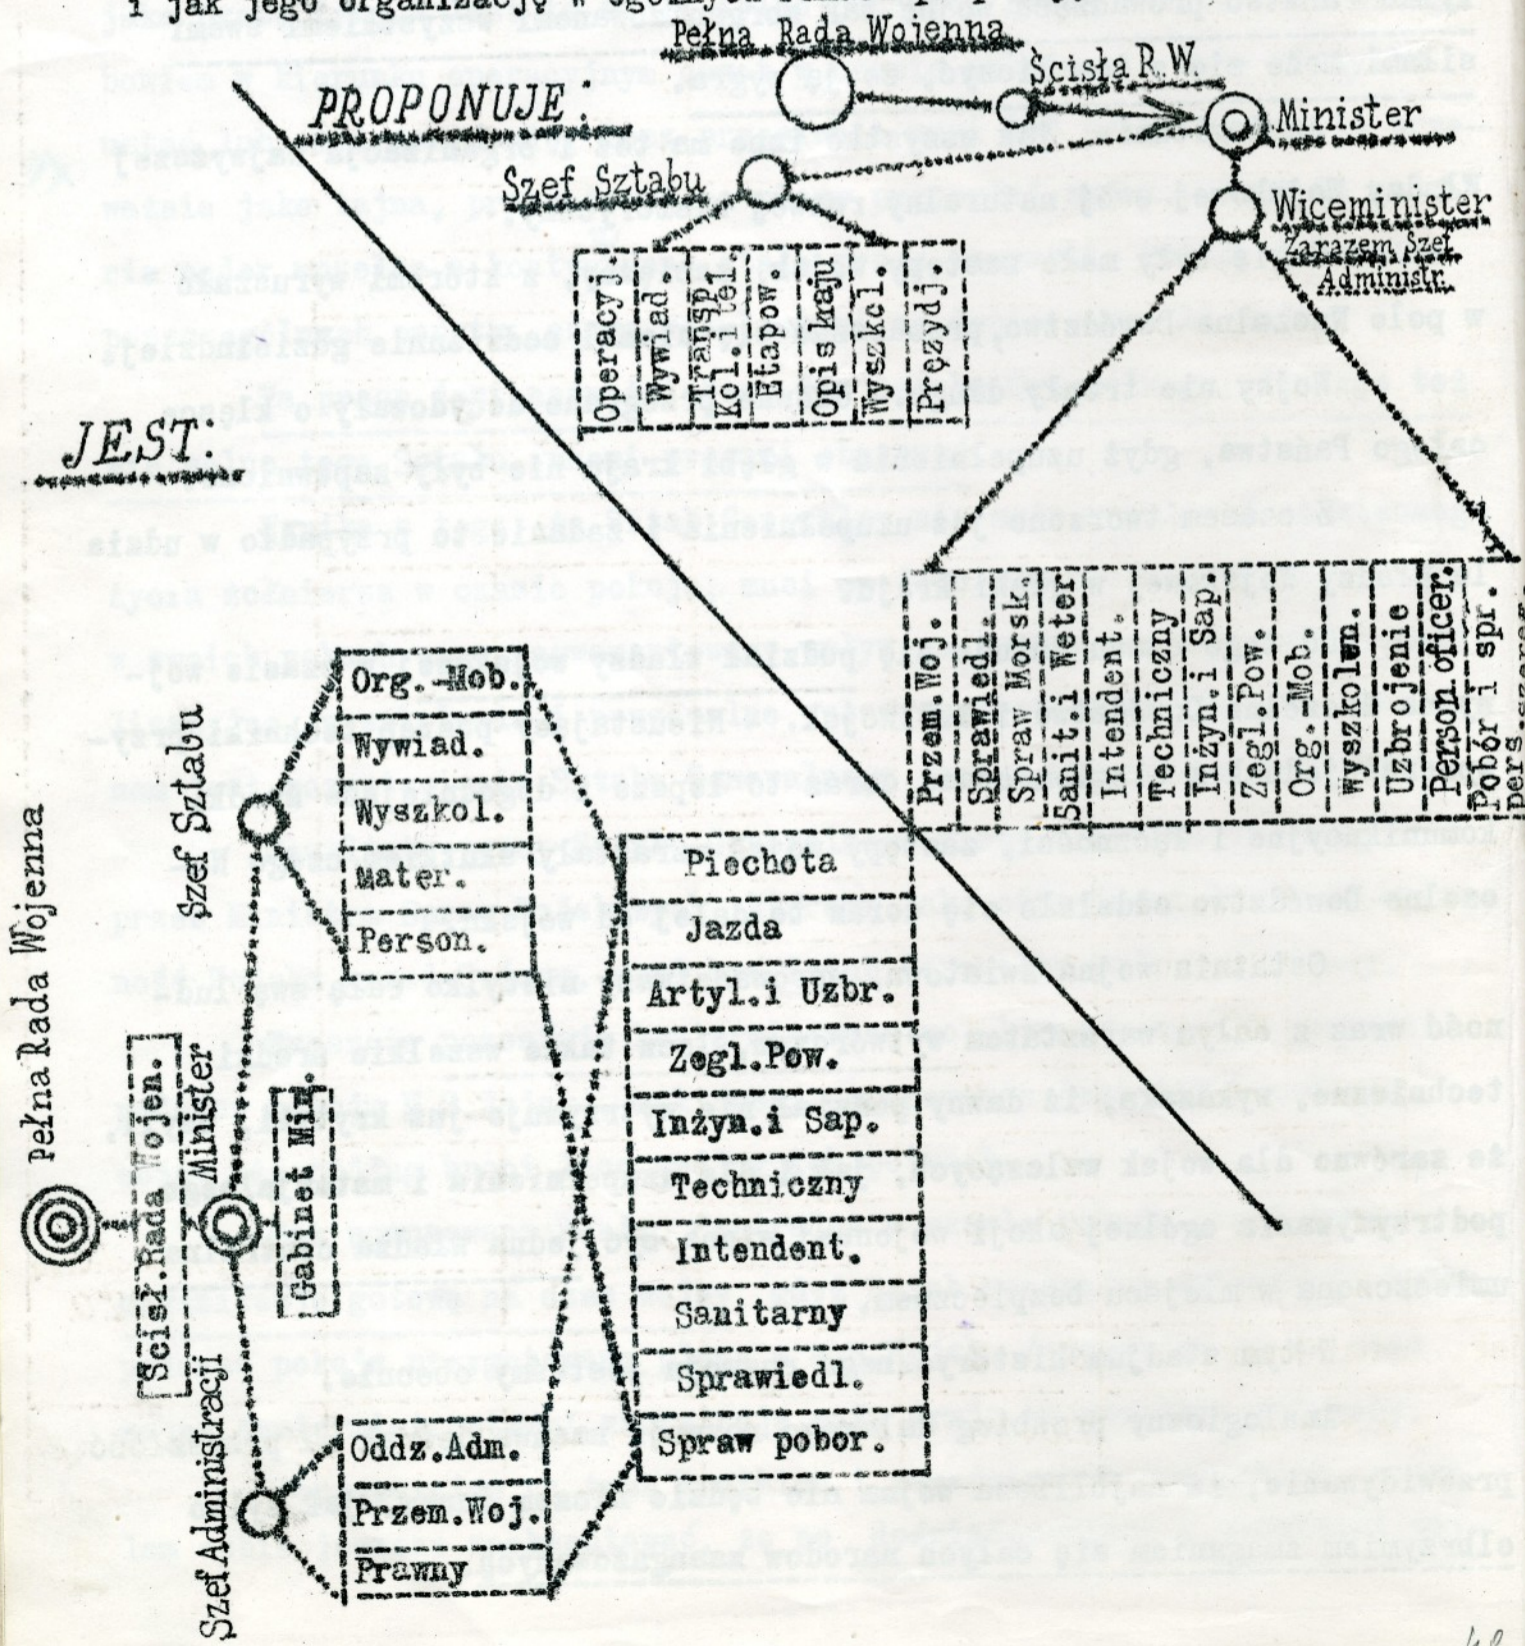 i jak jego organizację w ogólnych
PROPONUJE:
Pełna Rada Wojenna
Ścisła R.W.
Minister
Szef Sztabu
Wiceminister
Zarazem Szef
Administr.
Operacyj.
Wywiad.
Transp.
Kol.i tel.
Etapow.
Opis kraju
Wyszkol.
Prezydj.
Przem.Woj.
Sprawiedl.
Spraw Morsk.
Sanit.i Weter
Intendent.
Techniczny
Inżyn.i Sap.
Żegl.Pow.
Org.-Mob.
Wyszkolen.
Uzbrojenie
Person.oficer.
Pobór i spr.
pers.szereg.
JEST:
Pełna Rada Wojenna
Ścisł.Rada Wojen.
Minister
Gabinet Min.
Szef Sztabu
Org.-Mob.
Wywiad.
Wyszkol.
Mater.
Person.
Szef Administracji
Oddz.Adm.
Przem.Woj.
Prawny
Piechota
Jazda
Artyl.i Uzbr.
Żegl.Pow.
Inżyn.i Sap.
Techniczny
Intendent.
Sanitarny
Sprawiedl.
Spraw pobor.